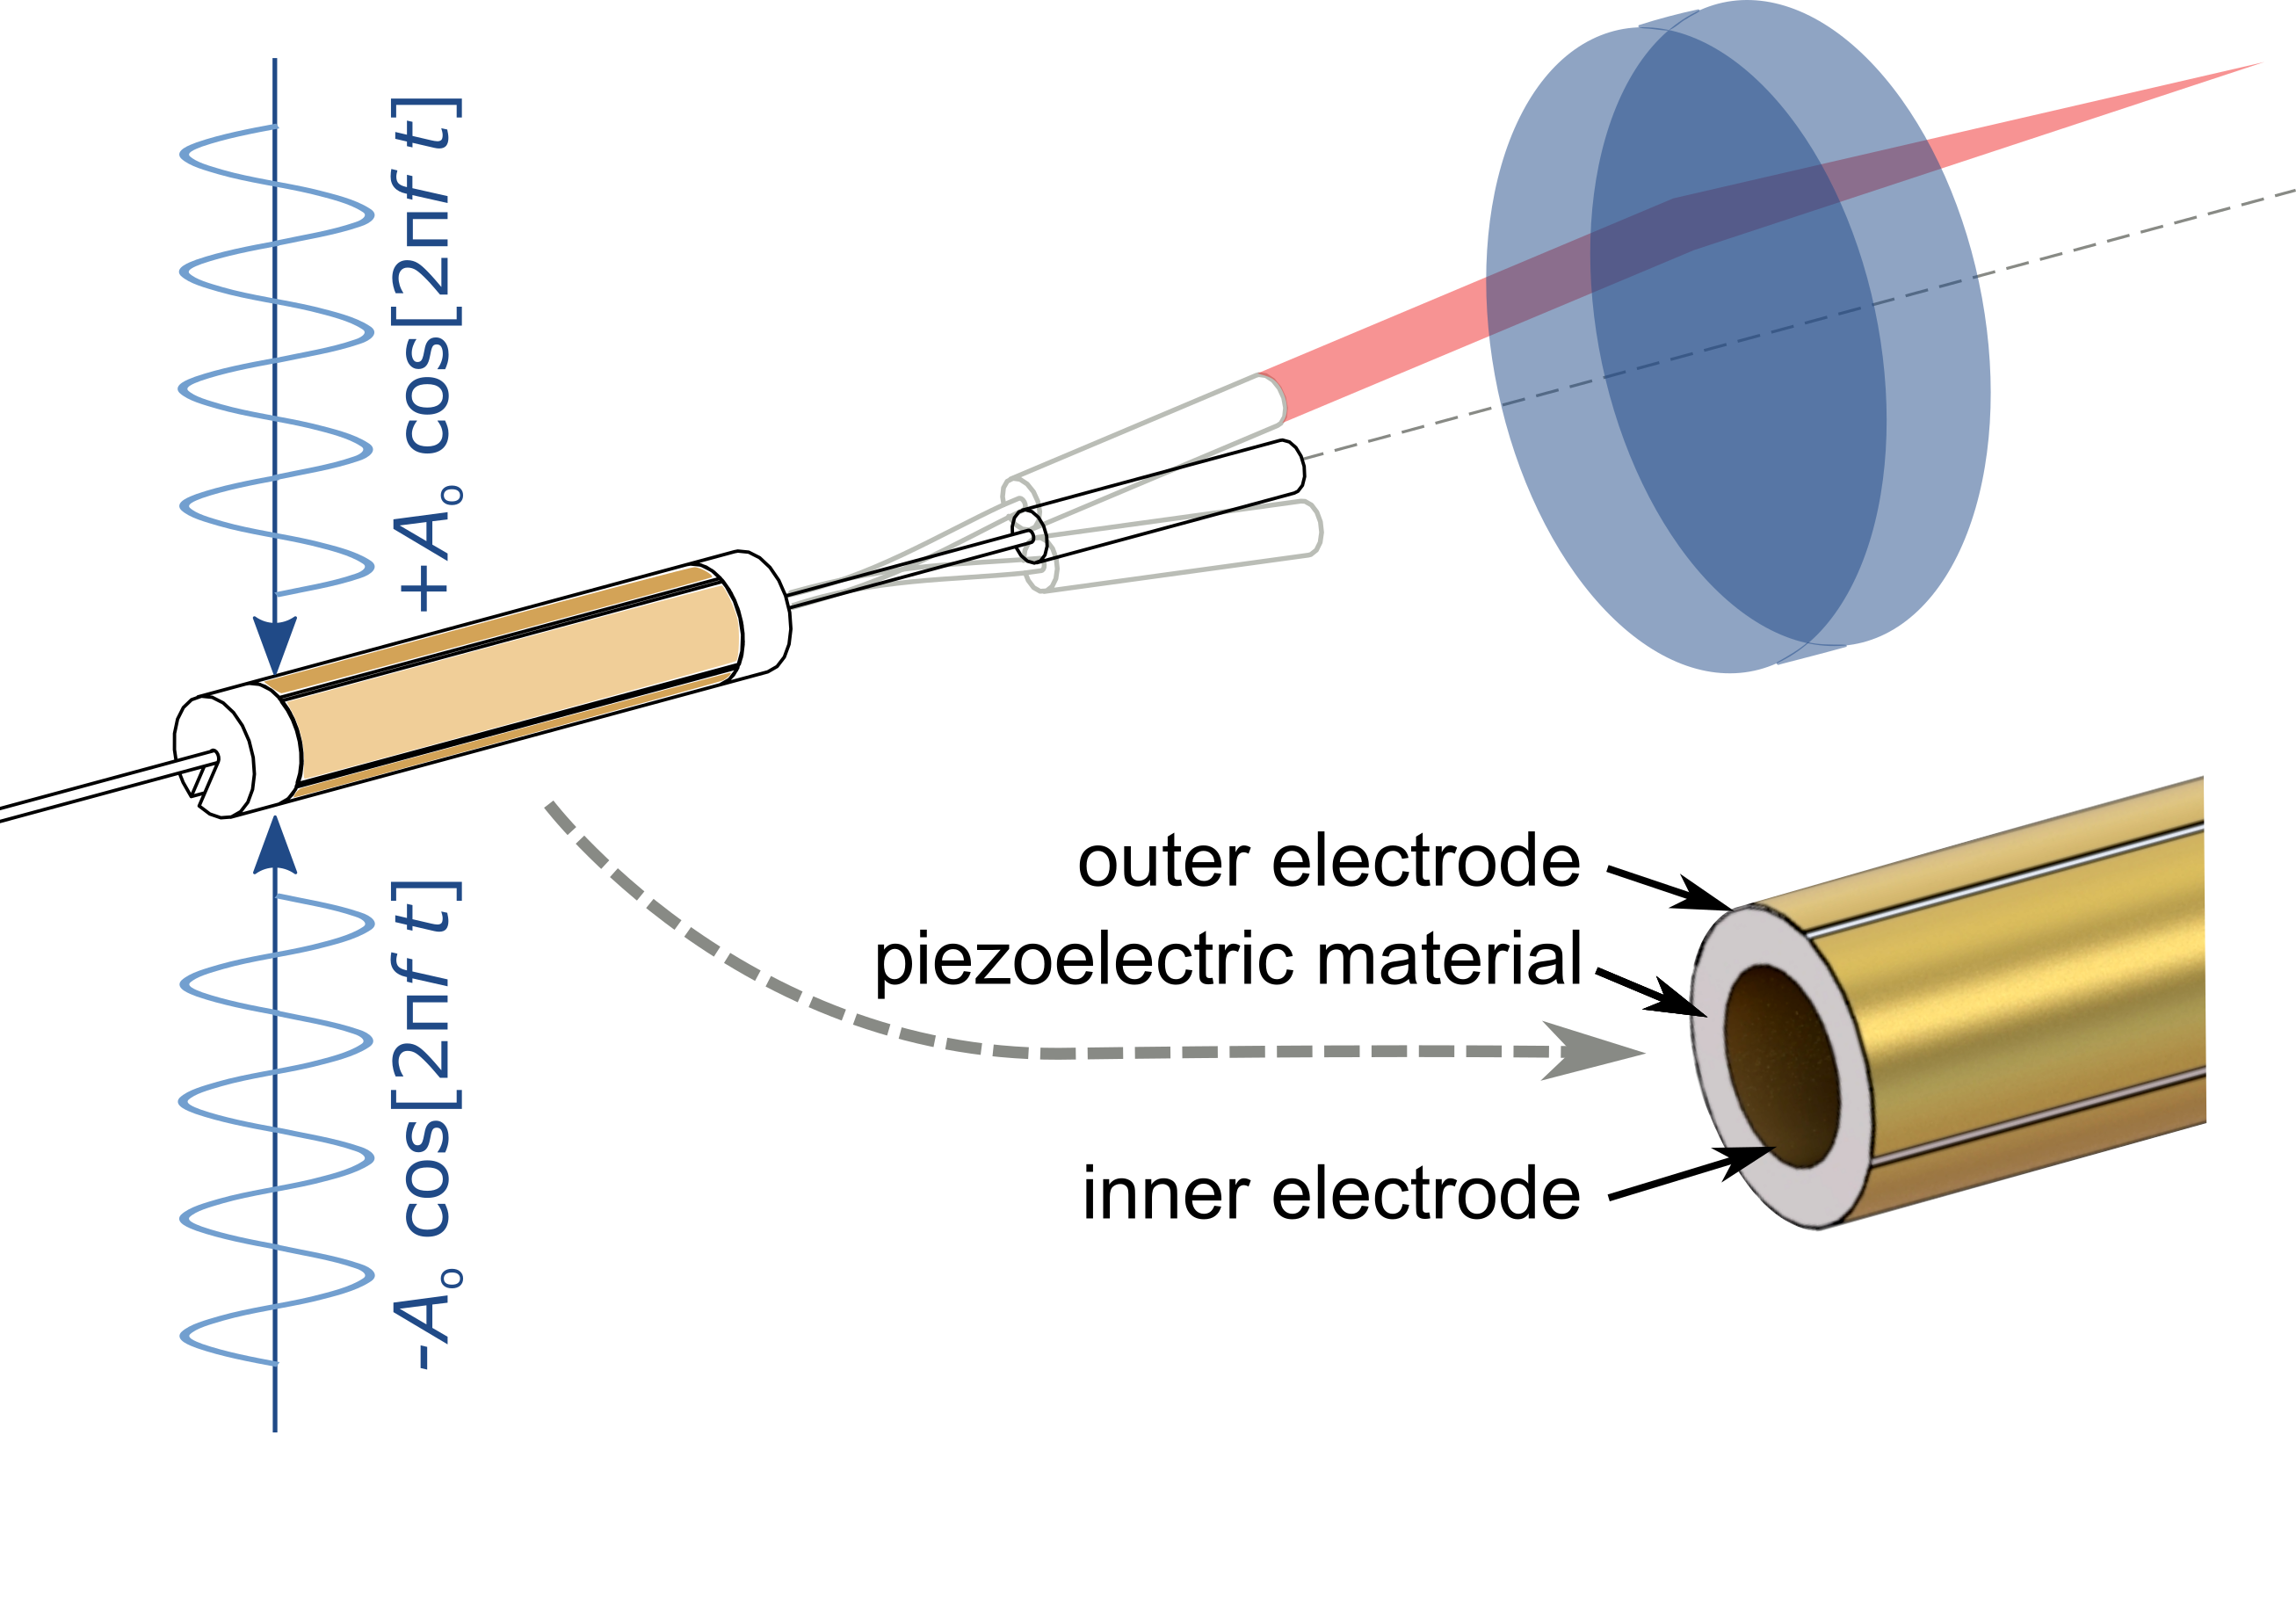 +A₀ cos[2πf t]
-A₀ cos[2πf t]
outer electrode
piezoelectric material
inner electrode